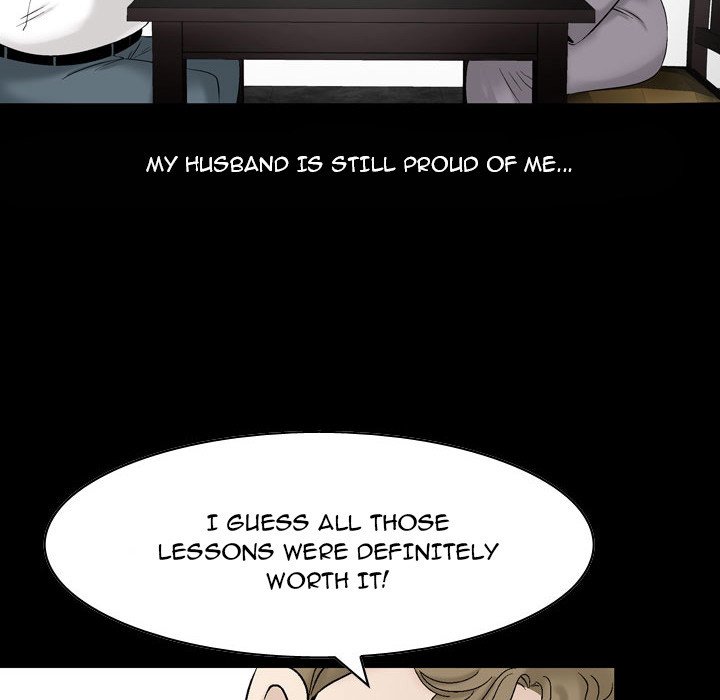 MY HUSBAND IS STILL PROUD OF ME...
I GUESS ALL THOSE
LESSONS WERE DEFINITELY
WORTH IT!